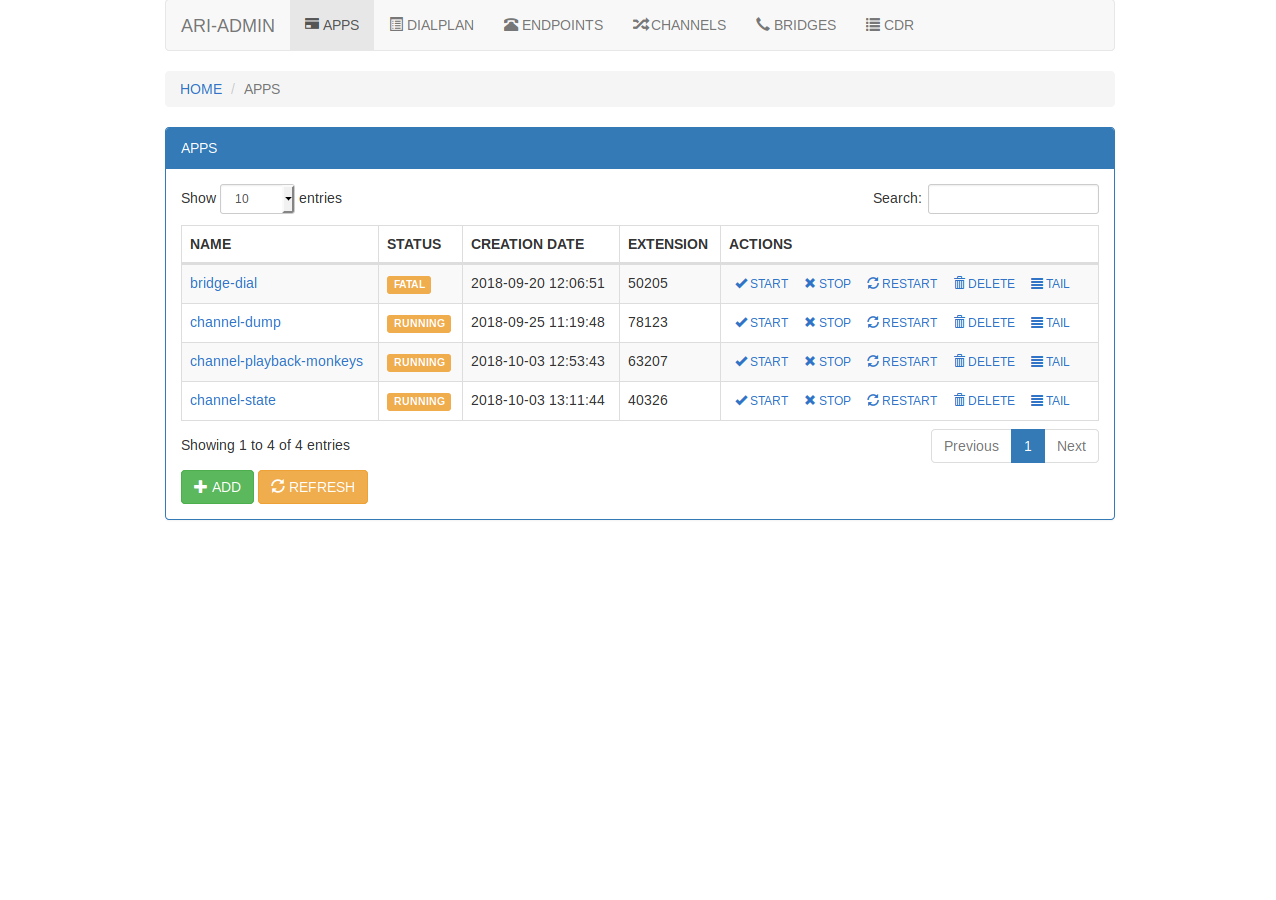 ARI-ADMIN APPS DIALPLAN ENDPOINTS CHANNELS BRIDGES CDR
HOME / APPS
APPS
Show 10 entries Search:
NAME STATUS CREATION DATE EXTENSION ACTIONS
bridge-dial FATAL 2018-09-20 12:06:51 50205 START STOP RESTART DELETE TAIL
channel-dump RUNNING 2018-09-25 11:19:48 78123 START STOP RESTART DELETE TAIL
channel-playback-monkeys RUNNING 2018-10-03 12:53:43 63207 START STOP RESTART DELETE TAIL
channel-state RUNNING 2018-10-03 13:11:44 40326 START STOP RESTART DELETE TAIL
Showing 1 to 4 of 4 entries Previous 1 Next
ADD REFRESH